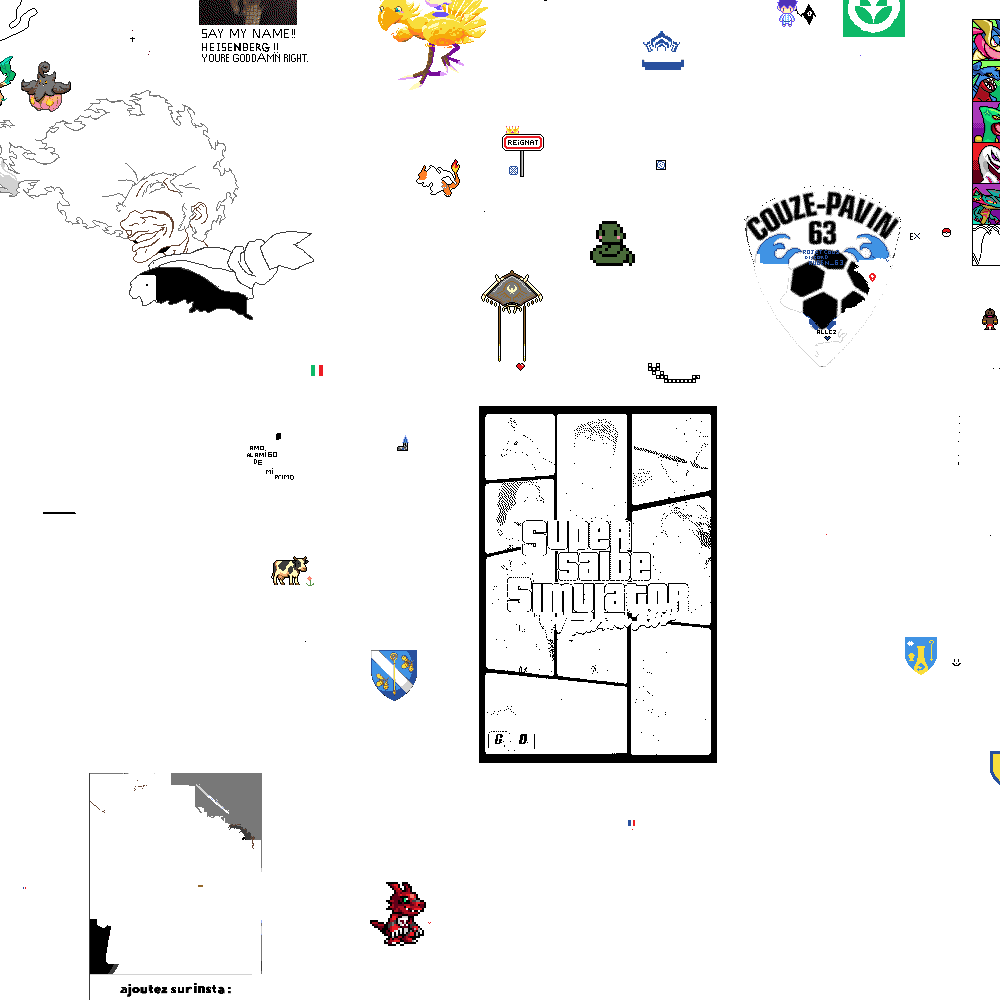 SAY MY NAME!!
HEISENBERG !!
YOURE GODDAMN RIGHT.
REiGNAT
COUZE-PAVIN
63
EX
ALLEZ
AMO
AL AMIGO
DE
Mi
PRIMO
Super
saibe
Simulator
ajoutez sur insta :